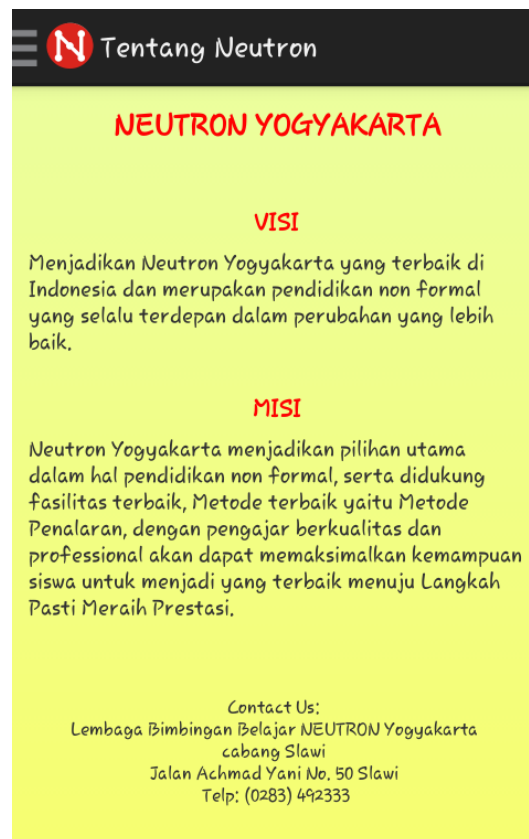 N Tentang Neutron
NEUTRON YOGYAKARTA
VISI
Menjadikan Neutron Yogyakarta yang terbaik di
Indonesia dan merupakan pendidikan non formal
yang selalu terdepan dalam perubahan yang lebih
baik.
MISI
Neutron Yogyakarta menjadikan pilihan utama
dalam hal pendidikan non formal, serta didukung
fasilitas terbaik, Metode terbaik yaitu Metode
Penalaran, dengan pengajar berkualitas dan
professional akan dapat memaksimalkan kemampuan
siswa untuk menjadi yang terbaik menuju Langkah
Pasti Meraih Prestasi.
Contact Us:
Lembaga Bimbingan Belajar NEUTRON Yogyakarta
cabang Slawi
Jalan Achmad Yani No. 50 Slawi
Telp: (0283) 492333